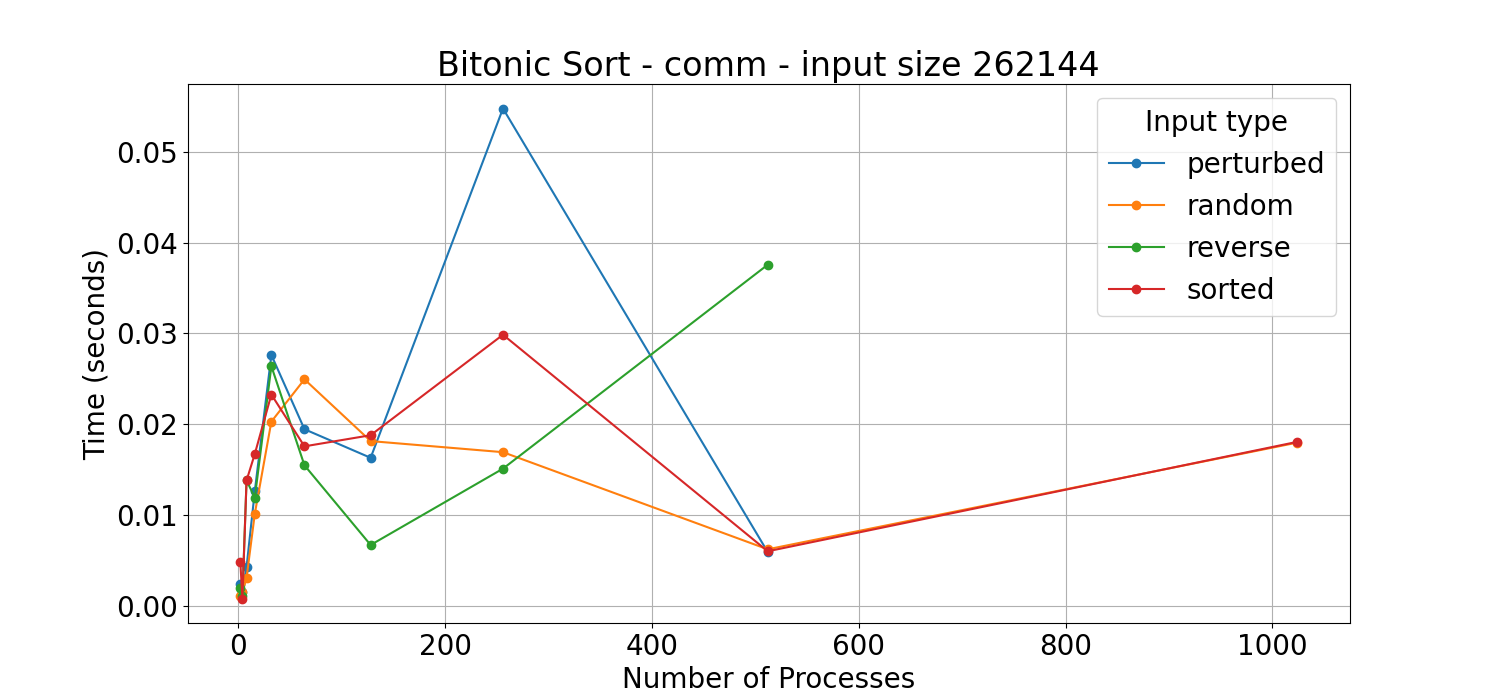 Bitonic Sort - comm - input size 262144
Time (seconds)
0.05
0.04
0.03
0.02
0.01
0.00
Input type
perturbed
random
reverse
sorted
0 200 400 600 800 1000
Number of Processes